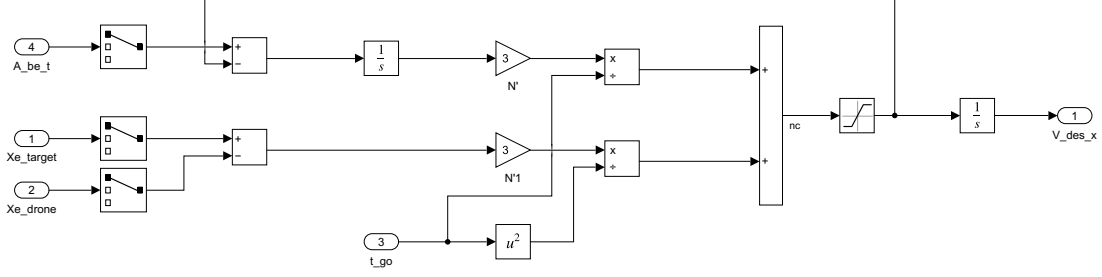 4
A_be_t
+
−
1
s
3
N'
x
÷
+
1
Xe_target
+
−
2
Xe_drone
3
N'1
x
÷
+
nc
1
s
1
V_des_x
3
t_go
u²